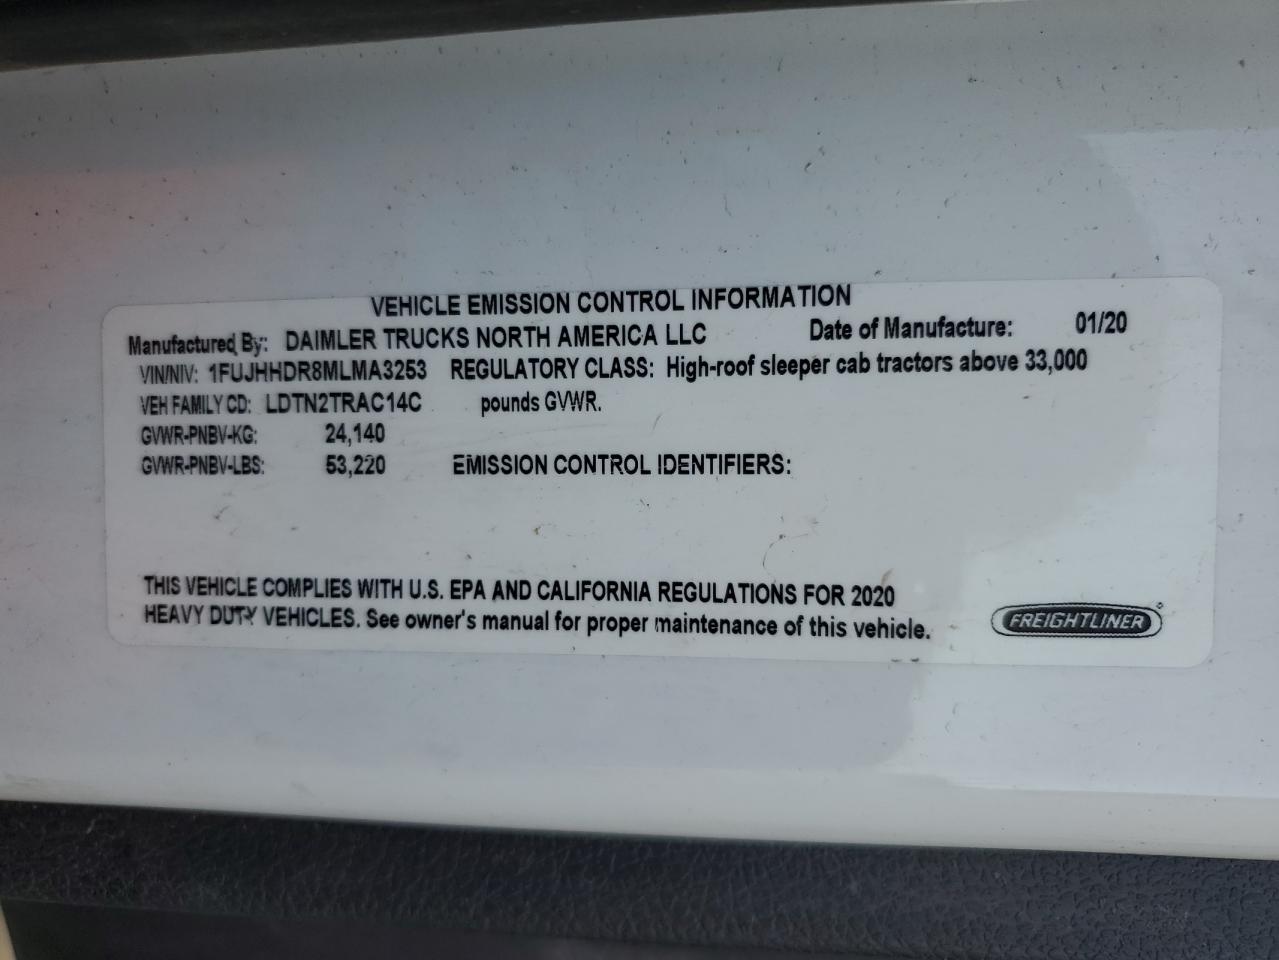 VEHICLE EMISSION CONTROL INFORMATION
Manufactured By: DAIMLER TRUCKS NORTH AMERICA LLC Date of Manufacture: 01/20
VIN/NIV: 1FUJHHDR8MLMA3253 REGULATORY CLASS: High-roof sleeper cab tractors above 33,000
VEH FAMILY CD: LDTN2TRAC14C pounds GVWR.
GVWR-PNBV-KG: 24,140
GVWR-PNBV-LBS: 53,220 EMISSION CONTROL IDENTIFIERS:
THIS VEHICLE COMPLIES WITH U.S. EPA AND CALIFORNIA REGULATIONS FOR 2020
HEAVY DUTY VEHICLES. See owner's manual for proper maintenance of this vehicle.
FREIGHTLINER